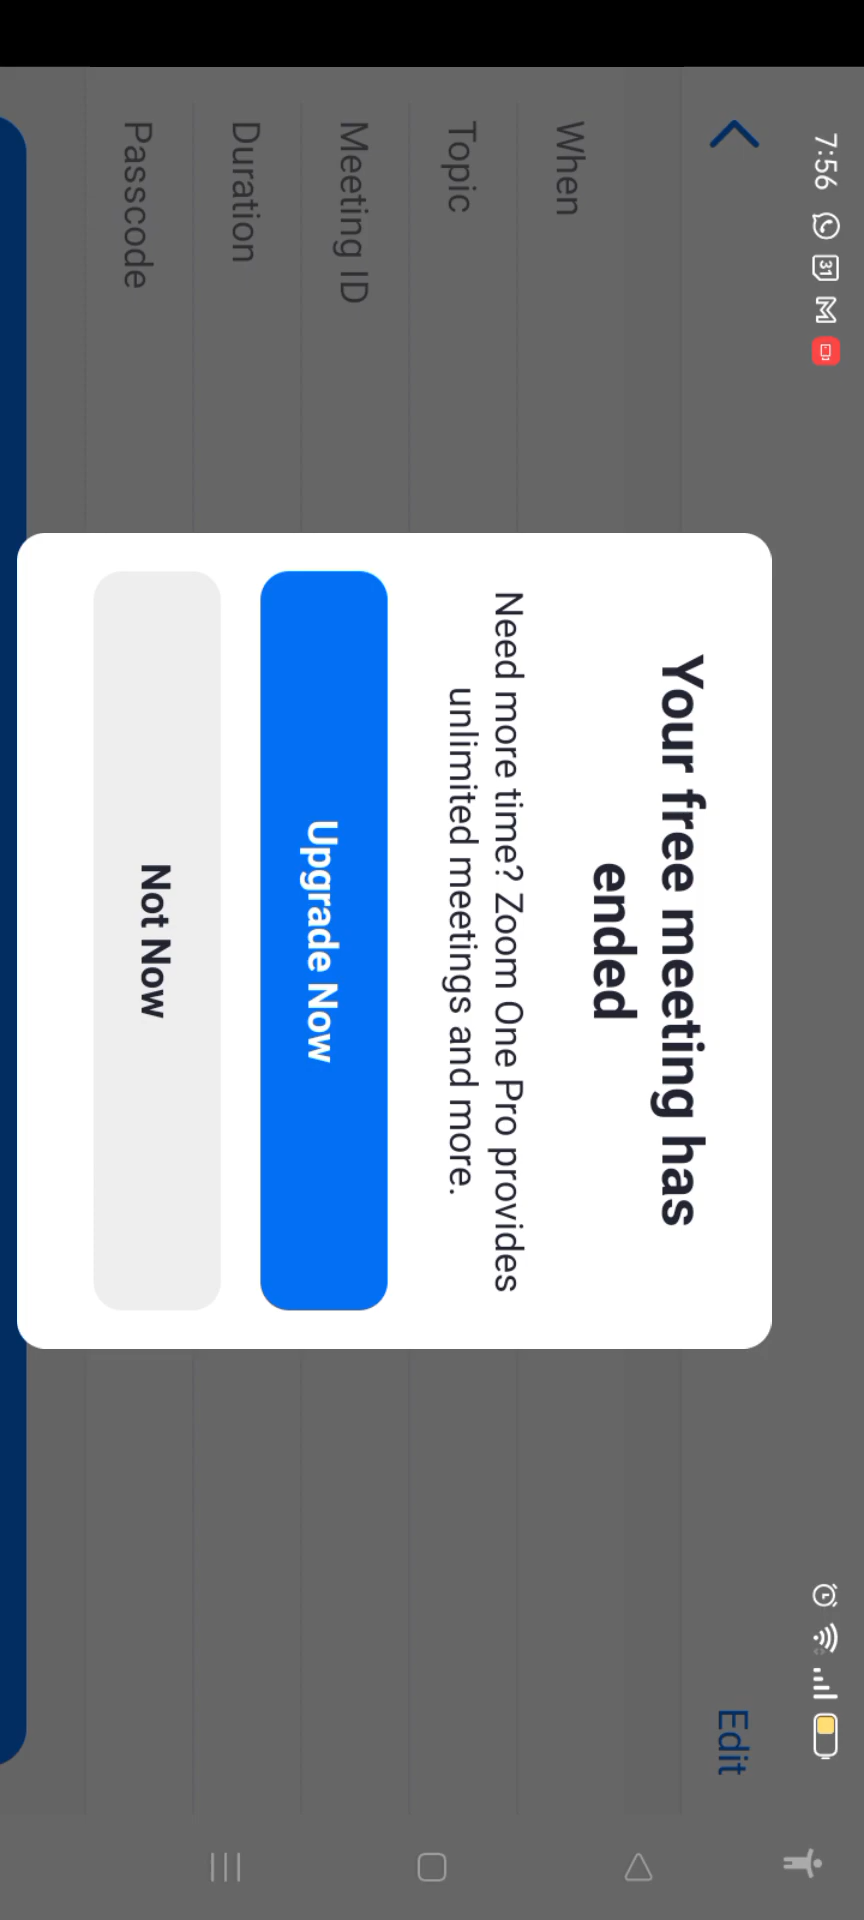 7:56
31
Edit
When
Topic
Meeting ID
Duration
Passcode
Your free meeting has
ended
Need more time? Zoom One Pro provides
unlimited meetings and more.
Upgrade Now
Not Now